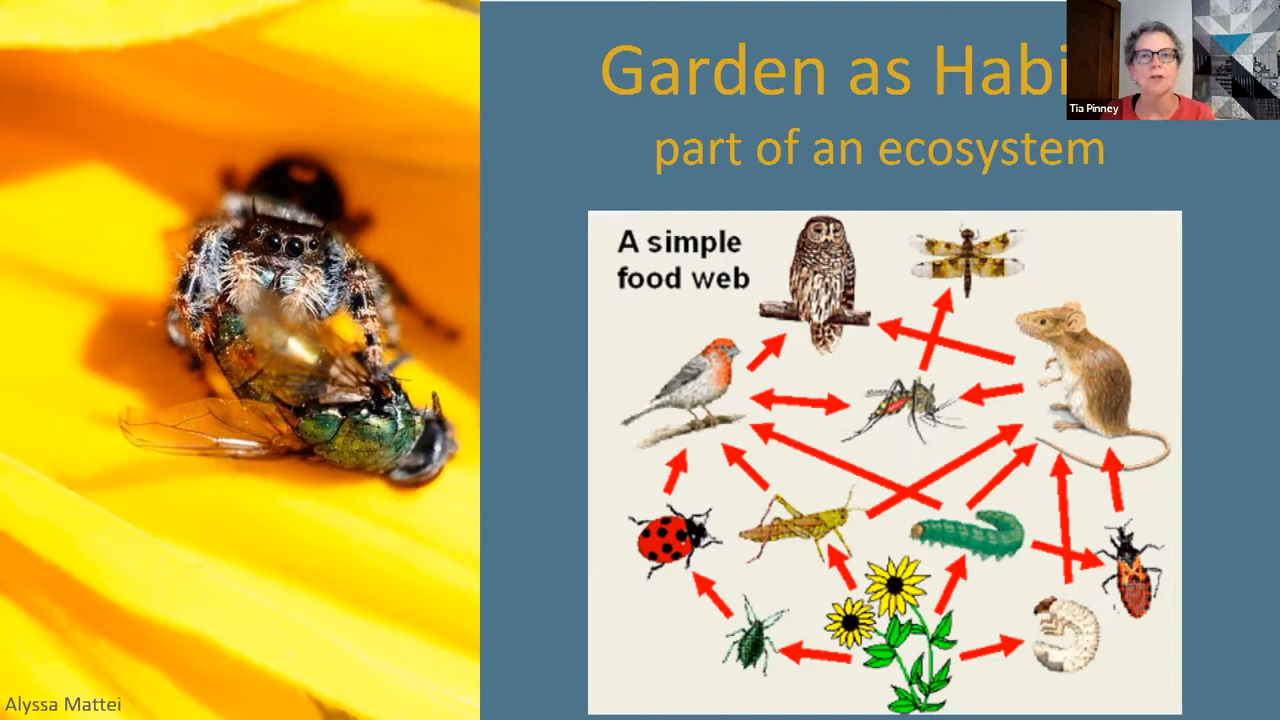 Garden as Habi
part of an ecosystem
Tia Pinney
A simple
food web
Alyssa Mattei